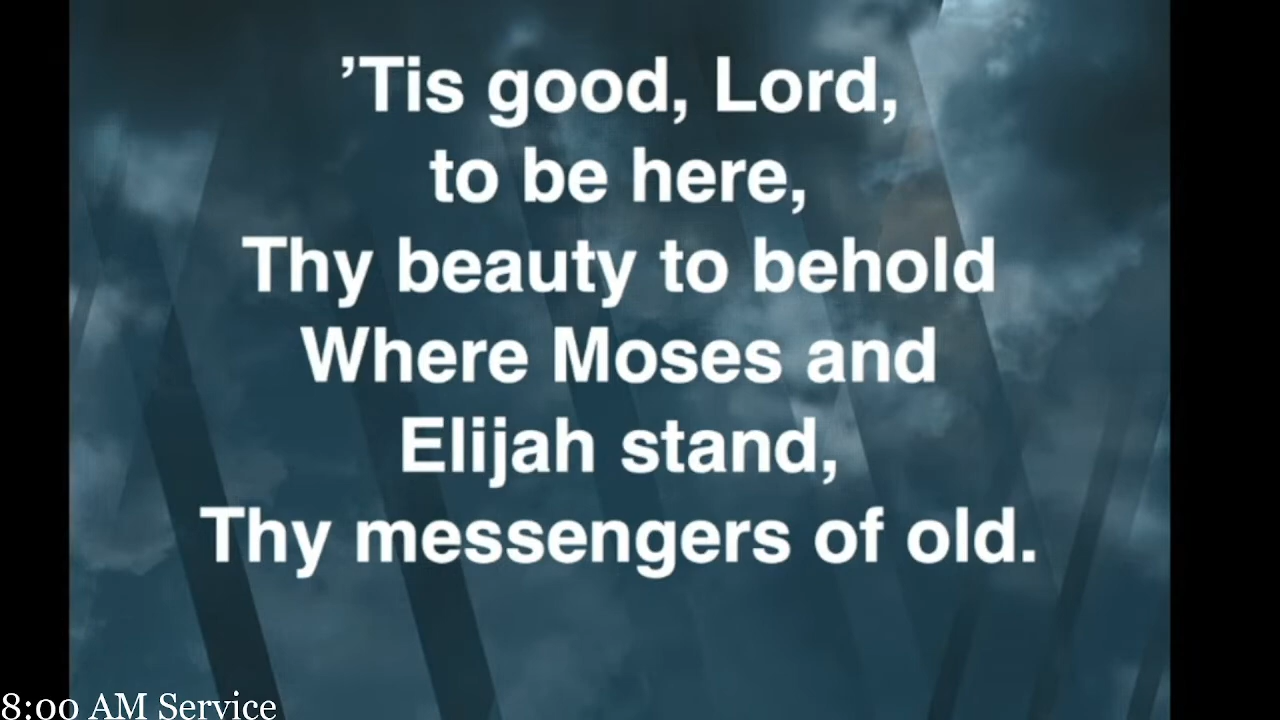 ’Tis good, Lord,
to be here,
Thy beauty to behold
Where Moses and
Elijah stand,
Thy messengers of old.
8:00 AM Service